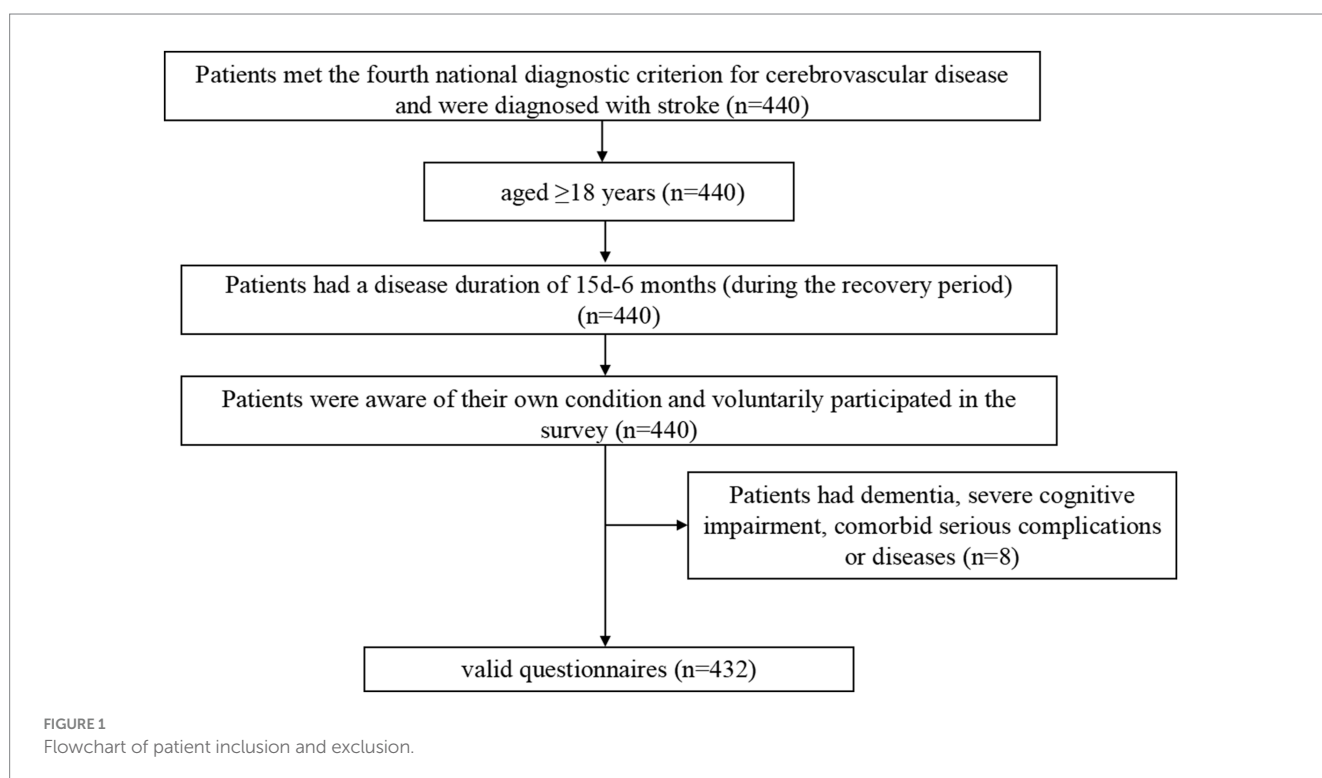 Patients met the fourth national diagnostic criterion for cerebrovascular disease
and were diagnosed with stroke (n=440)
aged ≥18 years (n=440)
Patients had a disease duration of 15d-6 months (during the recovery period)
(n=440)
Patients were aware of their own condition and voluntarily participated in the
survey (n=440)
Patients had dementia, severe cognitive
impairment, comorbid serious complications
or diseases (n=8)
valid questionnaires (n=432)
FIGURE 1
Flowchart of patient inclusion and exclusion.